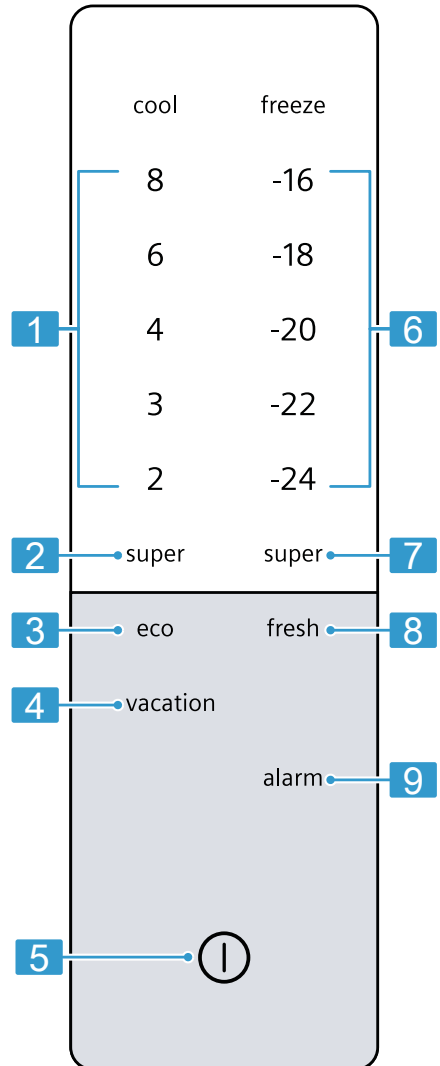 cool freeze
8 -16
6 -18
1 4 -20 6
3 -22
2 -24
2 super super 7
3 eco fresh 8
4 vacation
alarm 9
5